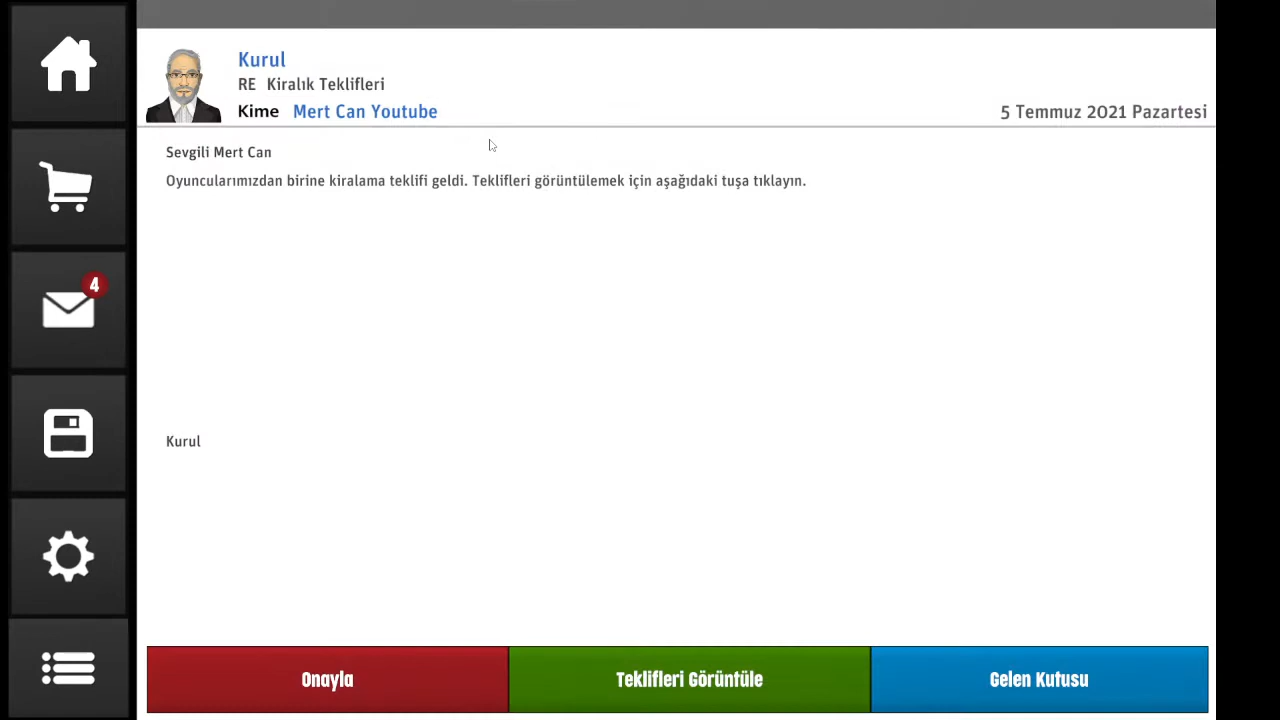 Kurul
RE Kiralık Teklifleri
Kime Mert Can Youtube
5 Temmuz 2021 Pazartesi
Sevgili Mert Can
Oyuncularımızdan birine kiralama teklifi geldi. Teklifleri görüntülemek için aşağıdaki tuşa tıklayın.
4
Kurul
Onayla
Teklifleri Görüntüle
Gelen Kutusu